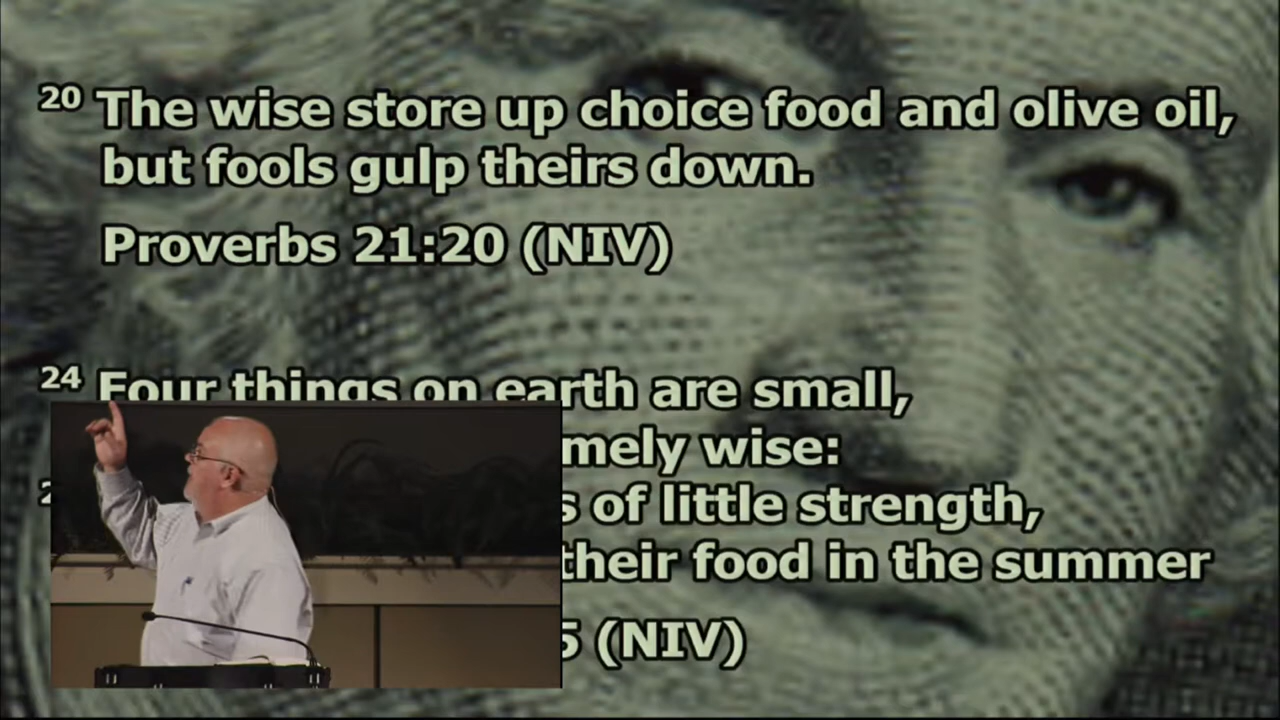 20 The wise store up choice food and olive oil,
but fools gulp theirs down.
Proverbs 21:20 (NIV)
24 Four things on earth are small,
mely wise:
s of little strength,
their food in the summer
5 (NIV)